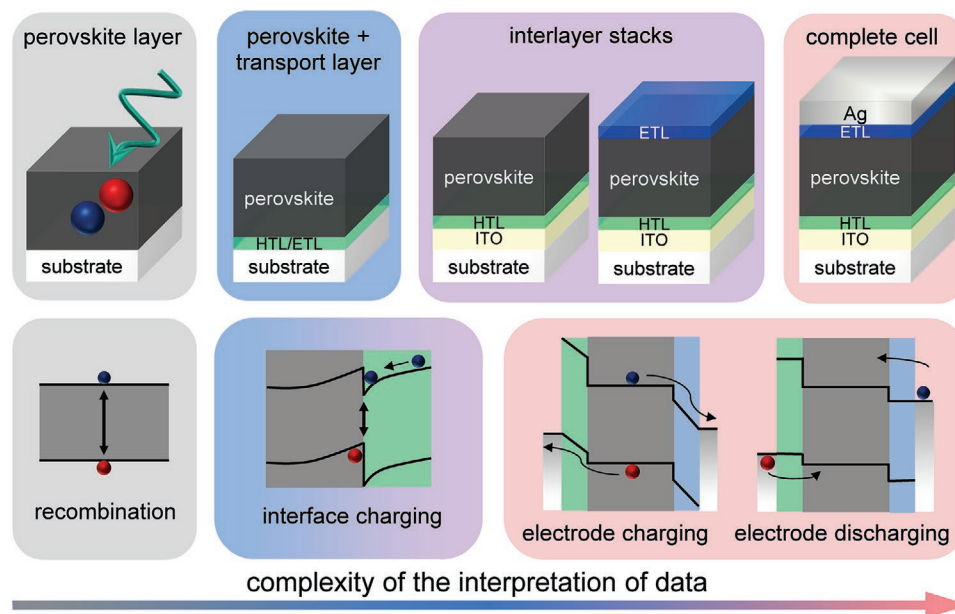 perovskite layer
substrate
perovskite +
transport layer
perovskite
HTL/ETL
substrate
interlayer stacks
perovskite
HTL
ITO
substrate
ETL
perovskite
HTL
ITO
substrate
complete cell
Ag
ETL
perovskite
HTL
ITO
substrate
recombination
interface charging
electrode charging
electrode discharging
complexity of the interpretation of data